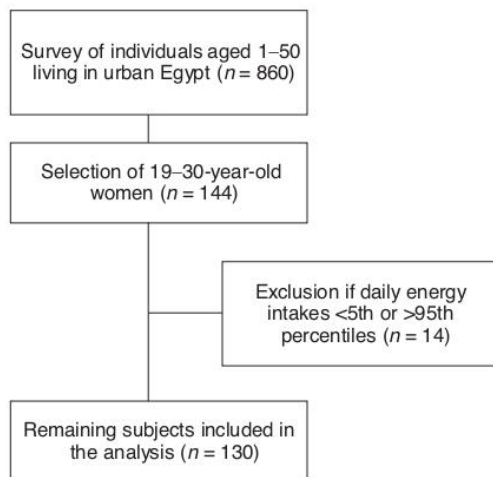 Survey of individuals aged 1–50
living in urban Egypt (n = 860)
Selection of 19–30-year-old
women (n = 144)
Exclusion if daily energy
intakes <5th or >95th
percentiles (n = 14)
Remaining subjects included in
the analysis (n = 130)